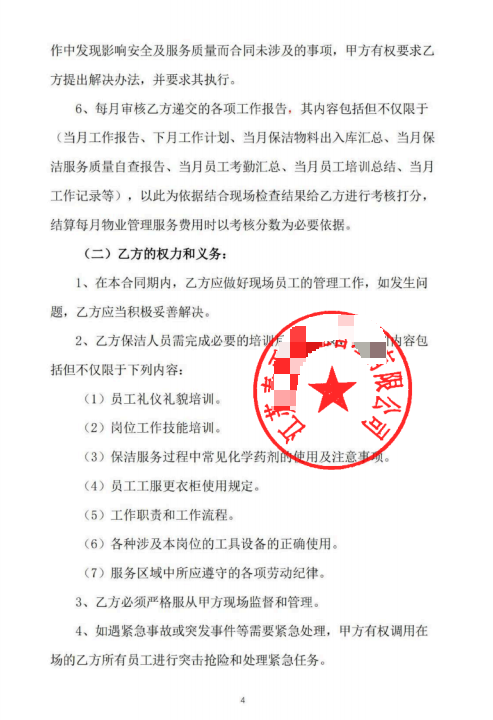 作中发现影响安全及服务质量而合同未涉及的事项，甲方有权要求乙
方提出解决办法，并要求其执行。
6、每月审核乙方递交的各项工作报告，其内容包括但不仅限于
（当月工作报告、下月工作计划、当月保洁物料出入库汇总、当月保
洁服务质量自查报告、当月员工考勤汇总、当月员工培训总结、当月
工作记录等），以此为依据结合现场检查结果给乙方进行考核打分，
结算每月物业管理服务费用时以考核分数为必要依据。
（二）乙方的权力和义务：
1、在本合同期内，乙方应做好现场员工的管理工作，如发生问
题，乙方应当积极妥善解决。
2、乙方保洁人员需完成必要的培训 内容包
括但不仅限于下列内容：
（1）员工礼仪礼貌培训。
（2）岗位工作技能培训。
（3）保洁服务过程中常见化学药剂的使用及注意事项。
（4）员工工服更衣柜使用规定。
（5）工作职责和工作流程。
（6）各种涉及本岗位的工具设备的正确使用。
（7）服务区域中所应遵守的各项劳动纪律。
3、乙方必须严格服从甲方现场监督和管理。
4、如遇紧急事故或突发事件等需要紧急处理，甲方有权调用在
场的乙方所有员工进行突击抢险和处理紧急任务。
江苏 有限公司
4